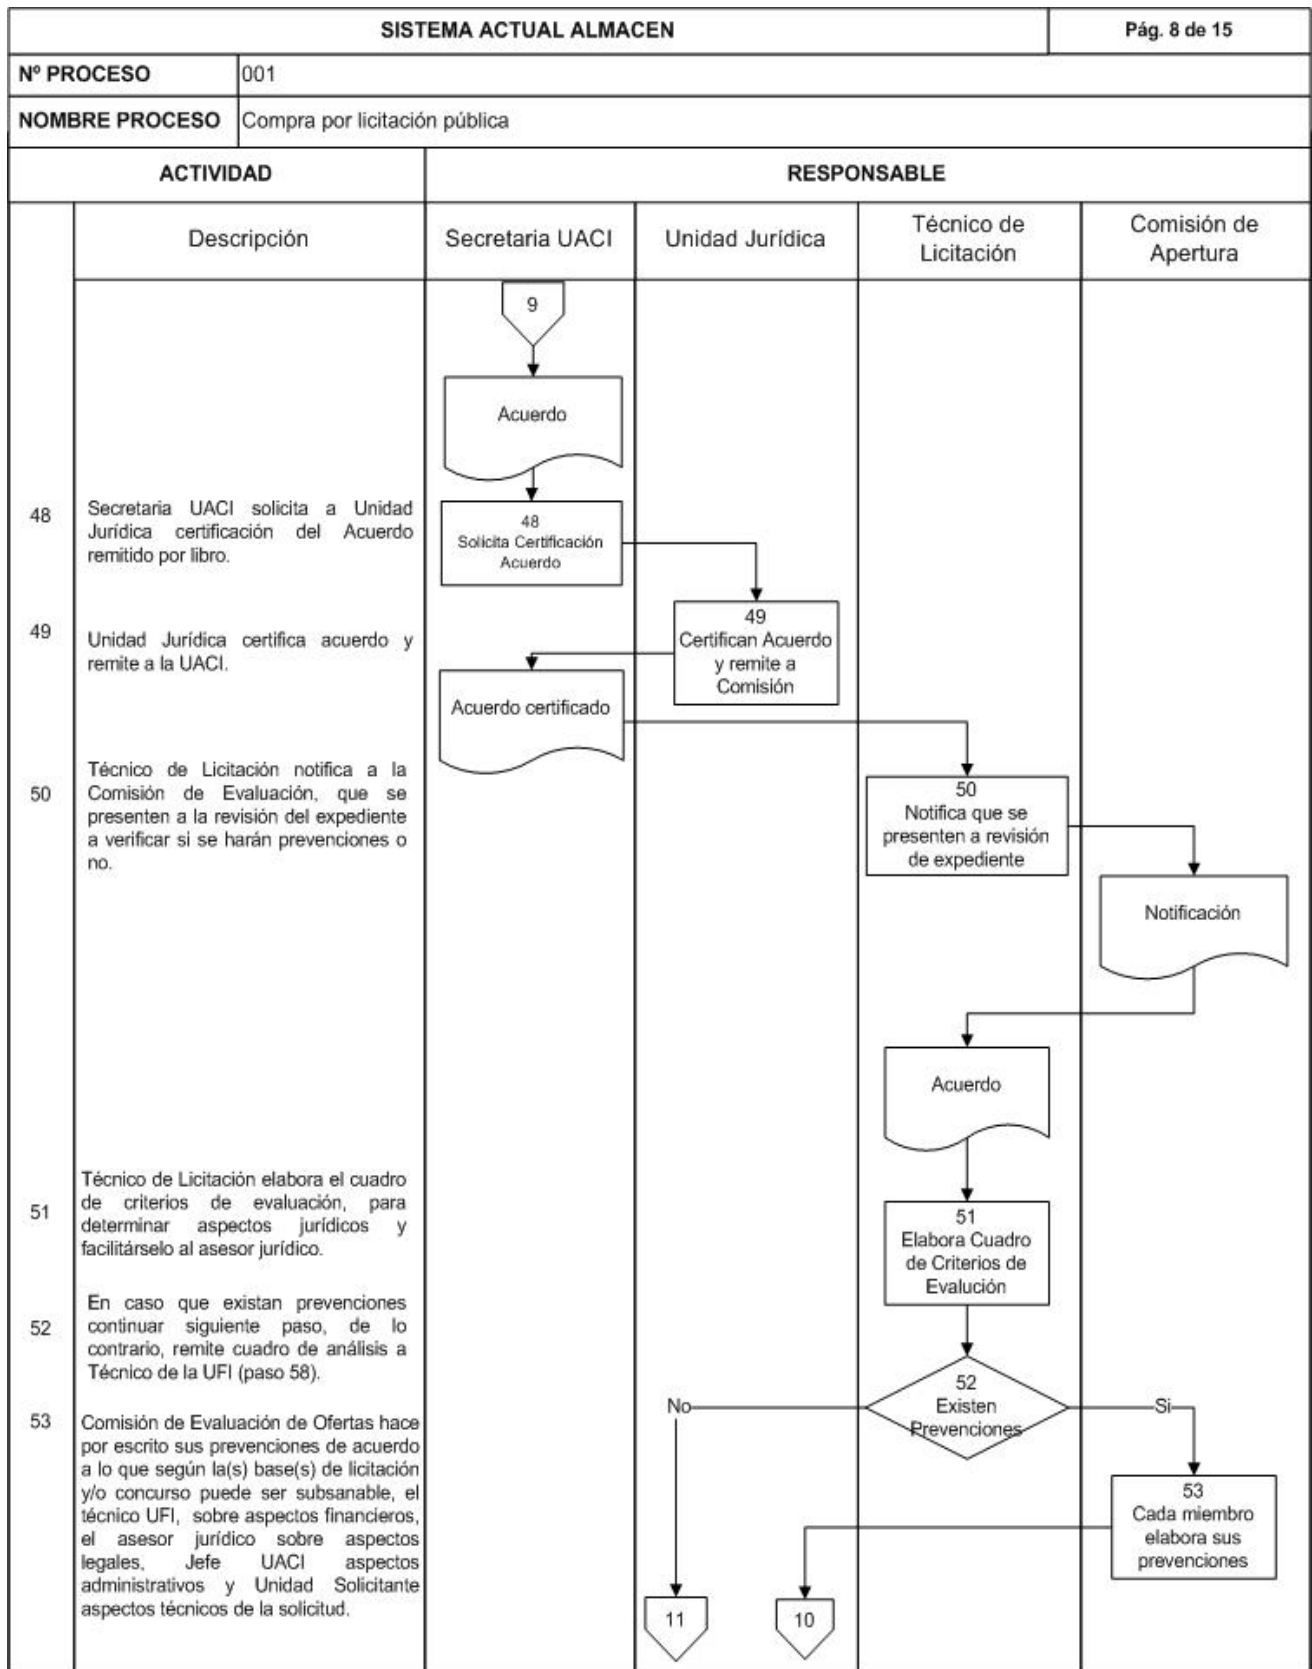 SISTEMA ACTUAL ALMACEN
Pág. 8 de 15
Nº PROCESO
001
NOMBRE PROCESO
Compra por licitación pública
ACTIVIDAD
RESPONSABLE
Descripción
Secretaria UACI
Unidad Jurídica
Técnico de
Licitación
Comisión de
Apertura
9
Acuerdo
48
Secretaria UACI solicita a Unidad
Jurídica certificación del Acuerdo
remitido por libro.
48
Solicita Certificación
Acuerdo
49
Unidad Jurídica certifica acuerdo y
remite a la UACI.
49
Certifican Acuerdo
y remite a
Comisión
Acuerdo certificado
50
Técnico de Licitación notifica a la
Comisión de Evaluación, que se
presenten a la revisión del expediente
a verificar si se harán prevenciones o
no.
50
Notifica que se
presenten a revisión
de expediente
Notificación
Acuerdo
51
Técnico de Licitación elabora el cuadro
de criterios de evaluación, para
determinar aspectos jurídicos y
facilitárselo al asesor jurídico.
51
Elabora Cuadro
de Criterios de
Evalución
52
En caso que existan prevenciones
continuar siguiente paso, de lo
contrario, remite cuadro de análisis a
Técnico de la UFI (paso 58).
52
Existen
Prevenciones
No
Si
53
Comisión de Evaluación de Ofertas hace
por escrito sus prevenciones de acuerdo
a lo que según la(s) base(s) de licitación
y/o concurso puede ser subsanable, el
técnico UFI, sobre aspectos financieros,
el asesor jurídico sobre aspectos
legales, Jefe UACI aspectos
administrativos y Unidad Solicitante
aspectos técnicos de la solicitud.
53
Cada miembro
elabora sus
prevenciones
11
10